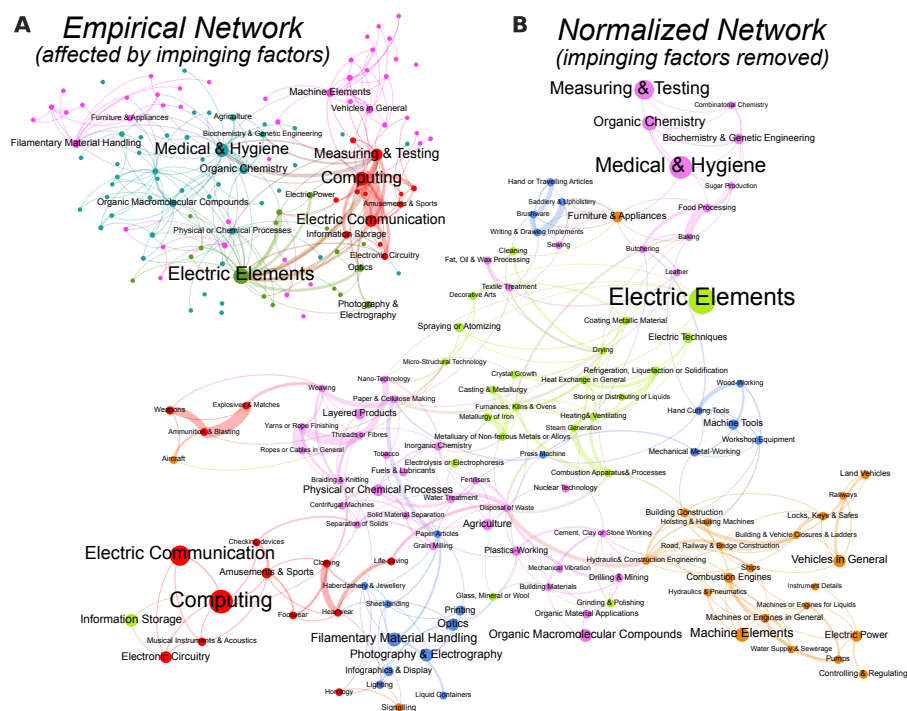 A Empirical Network
(affected by impinging factors)
Machine Elements
Vehicles in General
Furniture & Appliances
Agriculture
Biochemistry & Genetic Engineering
Filamentary Material Handling
Medical & Hygiene
Measuring & Testing
Organic Chemistry
Computing
Electric Power
Organic Macromolecular Compounds
Amusements & Sports
Electric Communication
Physical or Chemical Processes
Information Storage
Electronic Circuitry
Optics
Electric Elements
Photography &
Electrography
B Normalized Network
(impinging factors removed)
Measuring & Testing
Combinatorial Chemistry
Organic Chemistry
Biochemistry & Genetic Engineering
Medical & Hygiene
Hand or Travelling Articles
Sugar Production
Saddlery & Upholstery
Food Processing
Brushware
Furniture & Appliances
Writing & Drawing Implements
Baking
Sewing
Butchering
Cleaning
Fat, Oil & Wax Processing
Leather
Textile Treatment
Decorative Arts
Electric Elements
Coating Metallic Material
Spraying or Atomizing
Electric Techniques
Drying
Micro-Structural Technology
Crystal Growth
Refrigeration, Liquefaction or Solidification
Nano-Technology
Heat Exchange in General
Weaving
Casting & Metallurgy
Wood-Working
Paper & Cellulose Making
Storing or Distributing of Liquids
Explosives & Matches
Furnances, Kilns & Ovens
Weapons
Layered Products
Hand Cutting Tools
Heating& Ventilating
Metallurgy of Iron
Machine Tools
Yarns or Rope Finishing
Steam Generation
Ammunition & Blasting
Threads or Fibres
Metalluary of Non-ferrous Metals or Alloys
Workshop Equipment
Inorganic Chemistry
Ropes or Cables in General
Mechanical Metal-Working
Tobacco
Press Machine
Aircraft
Electrolysis or Electrophoresis
Fuels & Lubricants
Combustion Apparatus& Processes
Land Vehicles
Braiding & Knitting
Fertilisers
Physical or Chemical Processes
Nuclear Technology
Railways
Water Treatment
Centrifugal Machines
Disposal of Waste
Building Construction
Solid Material Separation
Locks, Keys & Safes
Hoisting & Hauling Machines
Separation of Solids
Agriculture
Paper Articles
Cement, Clay or Stone Working
Building & Vehicle Closures & Ladders
Checking-devices
Grain Milling
Road, Railway & Bridge Construction
Electric Communication
Plastics-Working
Hydraulic& Construction Engineering
Vehicles in General
Clothing
Life-saving
Mechanical Vibration
Ships
Amusements & Sports
Drilling & Mining
Combustion Engines
Haberdashery & Jewellery
Building Materials
Instrument Details
Hydraulics & Pneumatics
Computing
Sheet-binding
Glass, Mineral or Wool
Grinding & Polishing
Machines or Engines for Liquids
Footwear
Headwear
Printing
Organic Material Applications
Machines or Engines in General
Information Storage
Optics
Filamentary Material Handling
Organic Macromolecular Compounds
Machine Elements
Electric Power
Musical Instruments & Acoustics
Water Supply & Sewerage
Electronic Circuitry
Photography & Electrography
Pumps
Infographics & Display
Controlling & Regulating
Lighting
Horology
Liquid Containers
Signalling